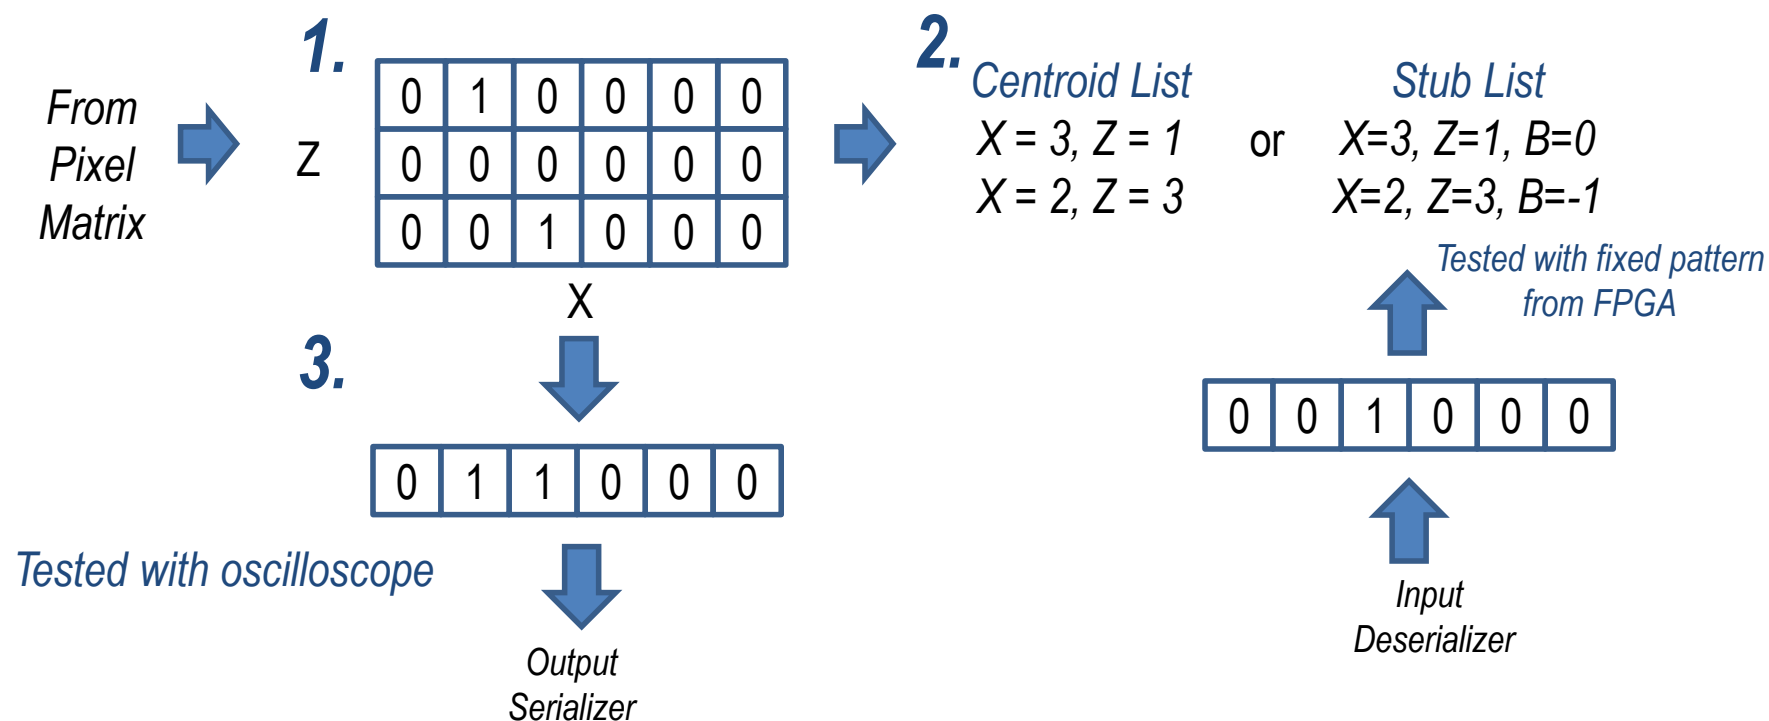 1.
From
Pixel
Matrix
Z
0 1 0 0 0 0
0 0 0 0 0 0
0 0 1 0 0 0
X
2.
Centroid List
X = 3, Z = 1
X = 2, Z = 3
or
Stub List
X=3, Z=1, B=0
X=2, Z=3, B=-1
Tested with fixed pattern
from FPGA
0 0 1 0 0 0
Input
Deserializer
3.
0 1 1 0 0 0
Tested with oscilloscope
Output
Serializer